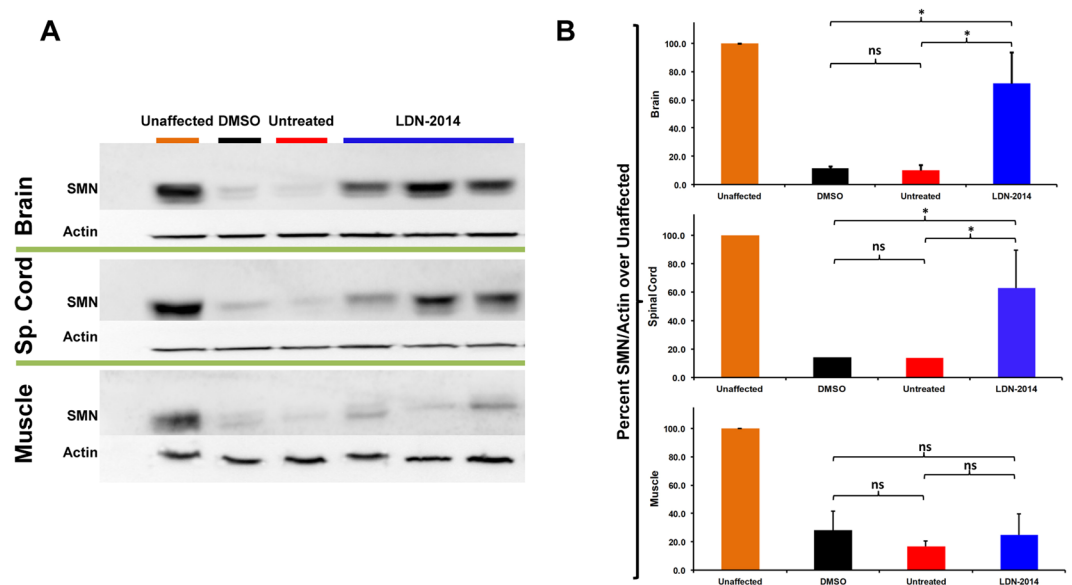 A
Unaffected DMSO Untreated LDN-2014
Brain
SMN
Actin
Sp. Cord
SMN
Actin
Muscle
SMN
Actin
B
Percent SMN/Actin over Unaffected
Brain
100.0
80.0
60.0
40.0
20.0
0.0
*
*
ns
Unaffected DMSO Untreated LDN-2014
Spinal Cord
100.0
80.0
60.0
40.0
20.0
0.0
*
*
ns
Unaffected DMSO Untreated LDN-2014
Muscle
100.0
80.0
60.0
40.0
20.0
0.0
ns
ns
ns
Unaffected DMSO Untreated LDN-2014